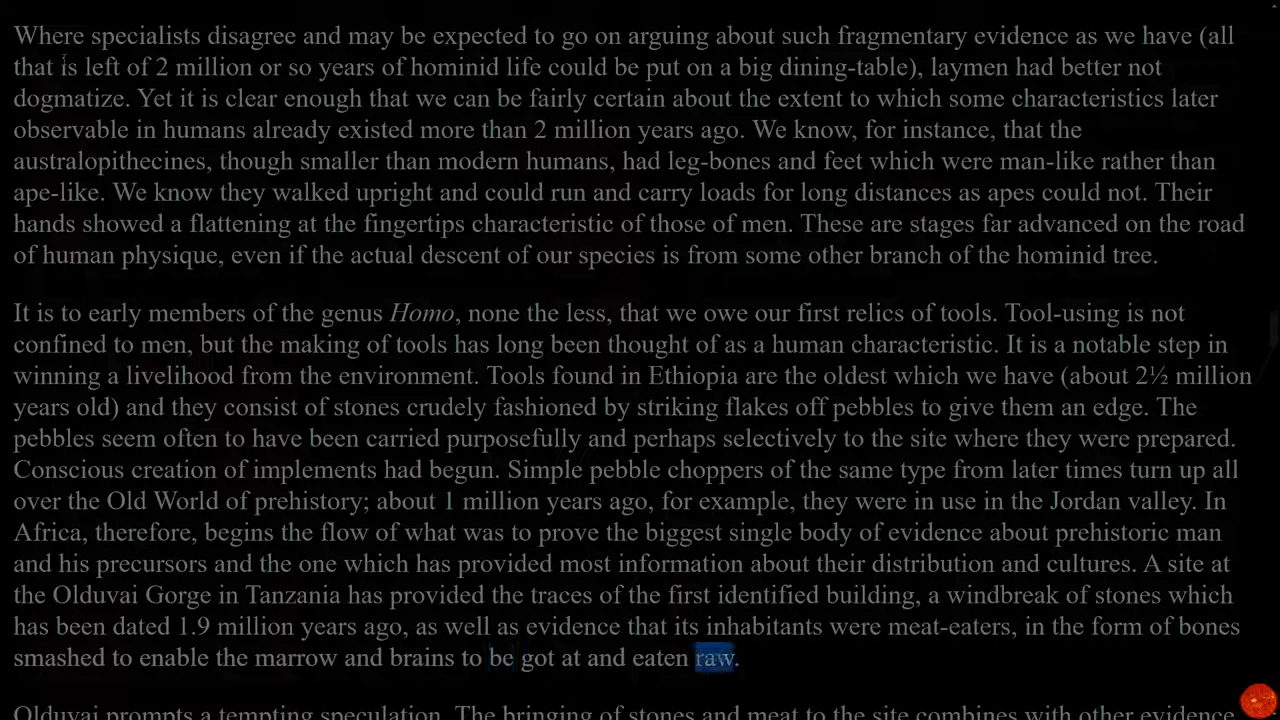 Where specialists disagree and may be expected to go on arguing about such fragmentary evidence as we have (all
that is left of 2 million or so years of hominid life could be put on a big dining-table), laymen had better not
dogmatize. Yet it is clear enough that we can be fairly certain about the extent to which some characteristics later
observable in humans already existed more than 2 million years ago. We know, for instance, that the
australopithecines, though smaller than modern humans, had leg-bones and feet which were man-like rather than
ape-like. We know they walked upright and could run and carry loads for long distances as apes could not. Their
hands showed a flattening at the fingertips characteristic of those of men. These are stages far advanced on the road
of human physique, even if the actual descent of our species is from some other branch of the hominid tree.
It is to early members of the genus Homo, none the less, that we owe our first relics of tools. Tool-using is not
confined to men, but the making of tools has long been thought of as a human characteristic. It is a notable step in
winning a livelihood from the environment. Tools found in Ethiopia are the oldest which we have (about 2½ million
years old) and they consist of stones crudely fashioned by striking flakes off pebbles to give them an edge. The
pebbles seem often to have been carried purposefully and perhaps selectively to the site where they were prepared.
Conscious creation of implements had begun. Simple pebble choppers of the same type from later times turn up all
over the Old World of prehistory; about 1 million years ago, for example, they were in use in the Jordan valley. In
Africa, therefore, begins the flow of what was to prove the biggest single body of evidence about prehistoric man
and his precursors and the one which has provided most information about their distribution and cultures. A site at
the Olduvai Gorge in Tanzania has provided the traces of the first identified building, a windbreak of stones which
has been dated 1.9 million years ago, as well as evidence that its inhabitants were meat-eaters, in the form of bones
smashed to enable the marrow and brains to be got at and eaten raw.
Olduvai prompts a tempting speculation. The bringing of stones and meat to the site combines with other evidence